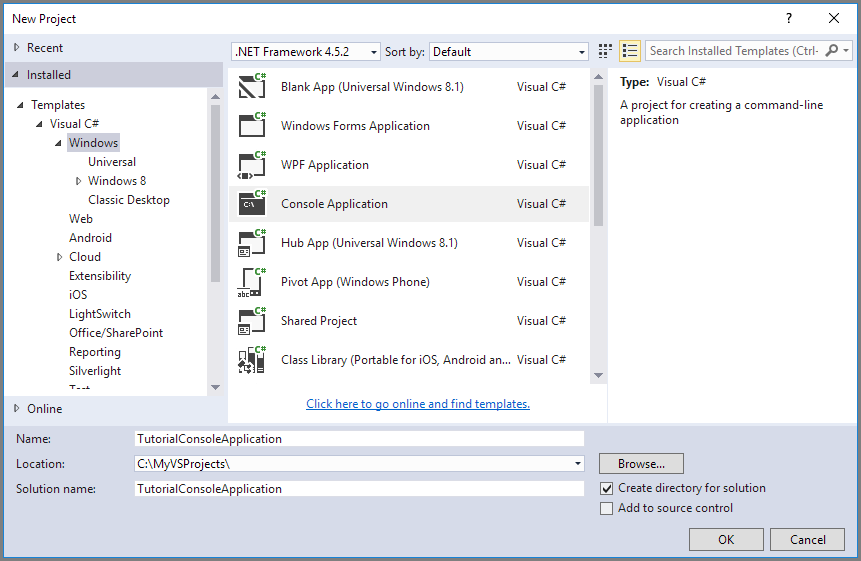 New Project
?
Recent
.NET Framework 4.5.2 Sort by: Default Search Installed Templates (Ctrl-
Installed
Templates
Visual C#
Windows
Universal
Windows 8
Classic Desktop
Web
Android
Cloud
Extensibility
iOS
LightSwitch
Office/SharePoint
Reporting
Silverlight
Test
Online
C# Blank App (Universal Windows 8.1) Visual C#
C# Windows Forms Application Visual C#
C# WPF Application Visual C#
C# C:\ Console Application Visual C#
C# Hub App (Universal Windows 8.1) Visual C#
C# abc Pivot App (Windows Phone) Visual C#
C# Shared Project Visual C#
C# Class Library (Portable for iOS, Android an... Visual C#
Click here to go online and find templates.
Type: Visual C#
A project for creating a command-line
application
Name: TutorialConsoleApplication
Location: C:\MyVSProjects\ Browse...
Solution name: TutorialConsoleApplication
Create directory for solution
Add to source control
OK Cancel